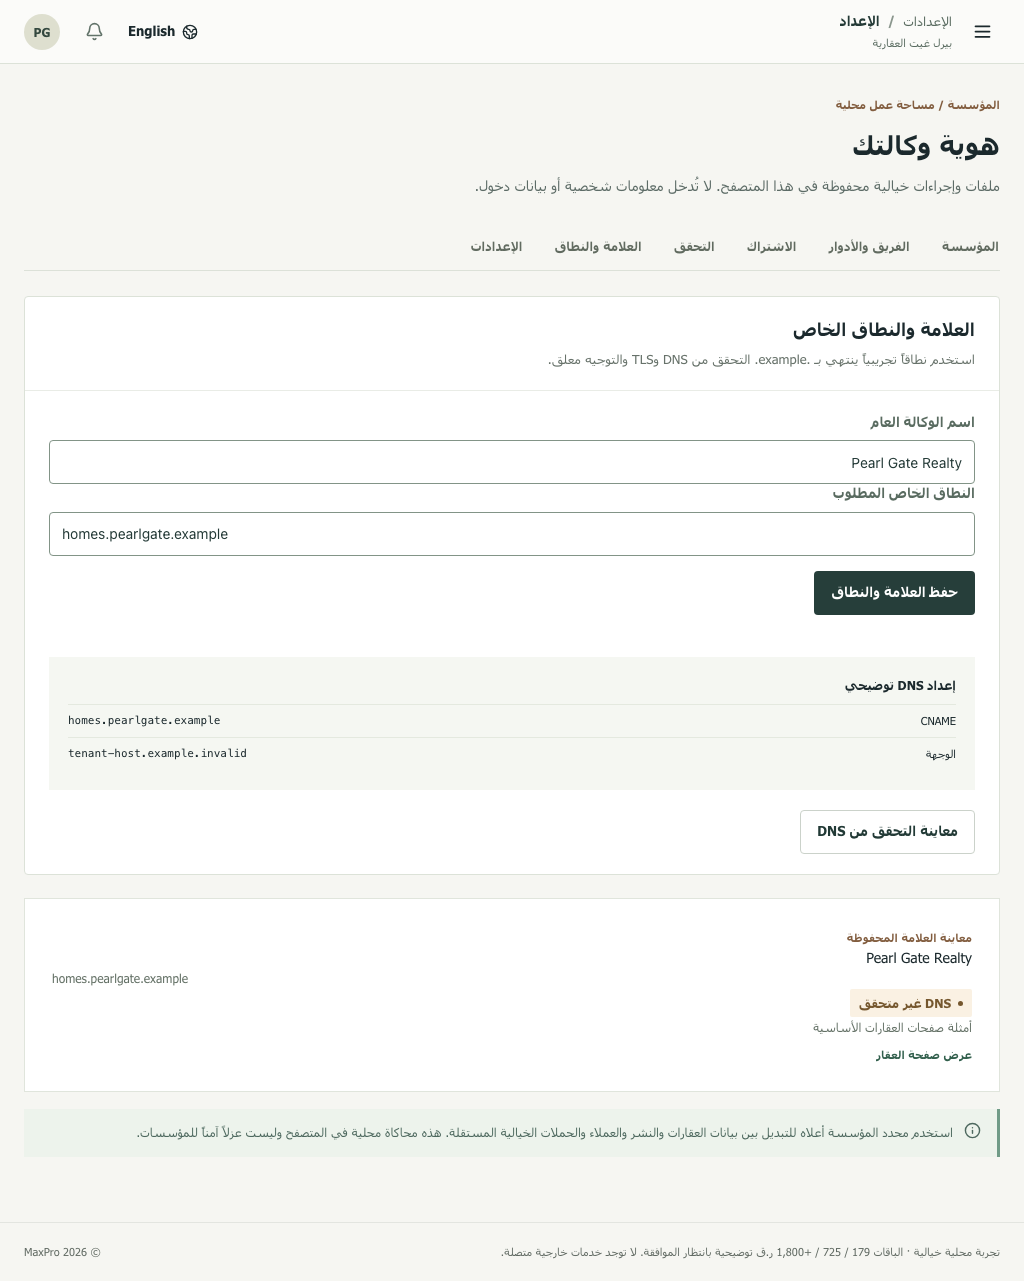 الإعدادات / الإعداد
بيرل غيت العقارية
English
PG
المؤسسة / مساحة عمل محلية
هوية وكالتك
ملفات وإجراءات خيالية محفوظة في هذا المتصفح. لا تُدخل معلومات شخصية أو بيانات دخول.
المؤسسة الفريق والأدوار الاشتراك التحقق العلامة والنطاق الإعدادات
العلامة والنطاق الخاص
استخدم نطاقاً تجريبياً ينتهي بـ .example. التحقق من DNS وTLS والتوجيه معلق.
اسم الوكالة العام
Pearl Gate Realty
النطاق الخاص المطلوب
homes.pearlgate.example
حفظ العلامة والنطاق
إعداد DNS توضيحي
CNAME homes.pearlgate.example
الوجهة tenant-host.example.invalid
معاينة التحقق من DNS
معاينة العلامة المحفوظة
Pearl Gate Realty
homes.pearlgate.example
• DNS غير متحقق
أمثلة صفحات العقارات الأساسية
عرض صفحة العقار
استخدم محدد المؤسسة أعلاه للتبديل بين بيانات العقارات والنشر والعملاء والحملات الخيالية المستقلة. هذه محاكاة محلية في المتصفح وليست عزلاً آمناً للمؤسسات.
تجربة محلية خيالية · الباقات 179 / 725 / +1,800 ر.ق توضيحية بانتظار الموافقة. لا توجد خدمات خارجية متصلة.
© 2026 MaxPro